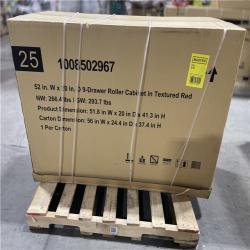 25
1008502967
52 in. W x 20 in. D 9-Drawer Roller Cabinet in Textured Red
NW: 266.4 lbs / GW: 293.7 lbs
Product Dimension: 51.8 in W x 20 in D x 41.3 in H
Carton Dimension: 56 in W x 24.4 in D x 37.4 in H
1 Per Carton